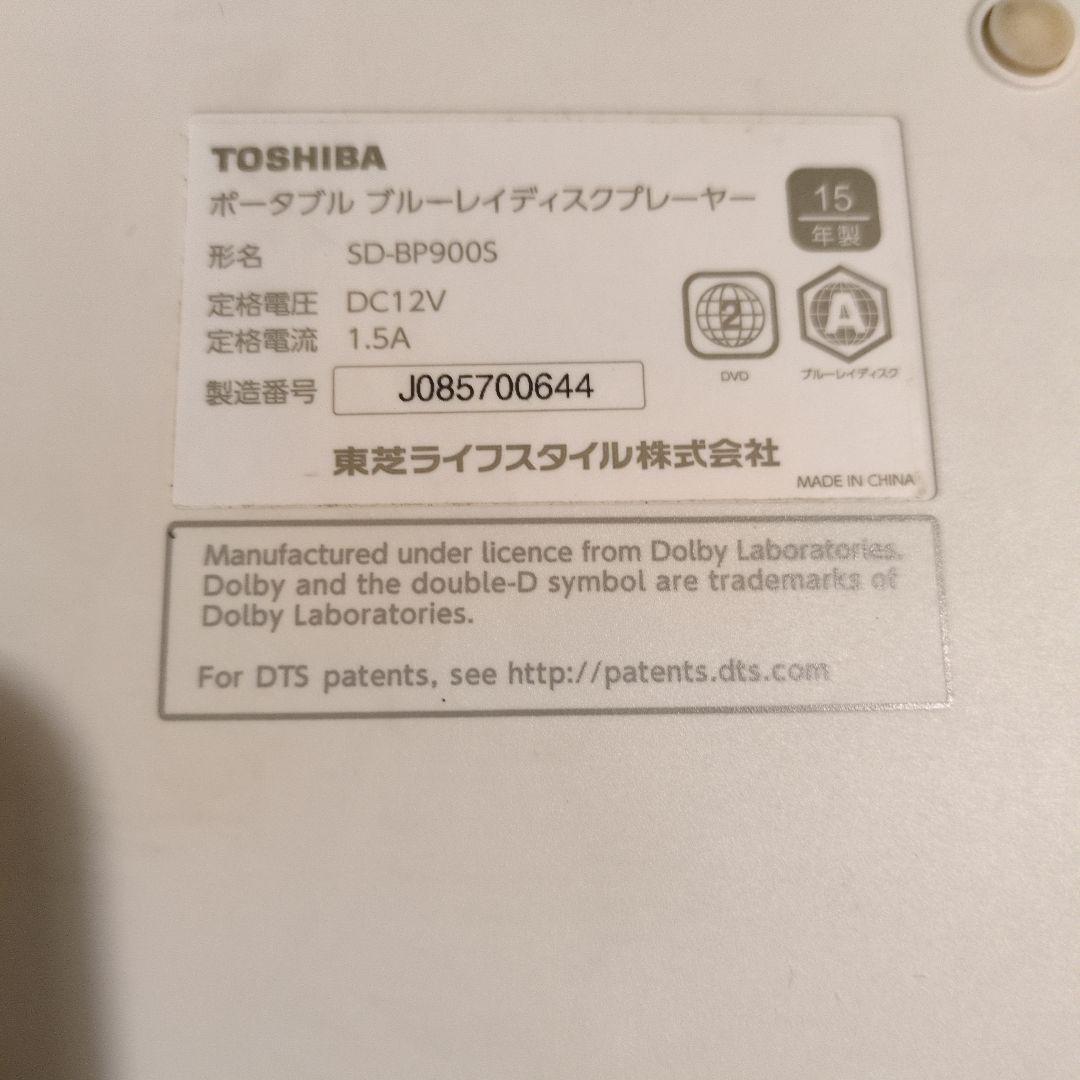 TOSHIBA
ポータブル ブルーレイディスクプレーヤー
15
年製
形名 SD-BP900S
定格電圧 DC12V
定格電流 1.5A
2
DVD
A
ブルーレイディスク
製造番号 J085700644
東芝ライフスタイル株式会社
MADE IN CHINA
Manufactured under licence from Dolby Laboratories.
Dolby and the double-D symbol are trademarks of
Dolby Laboratories.
For DTS patents, see http://patents.dts.com